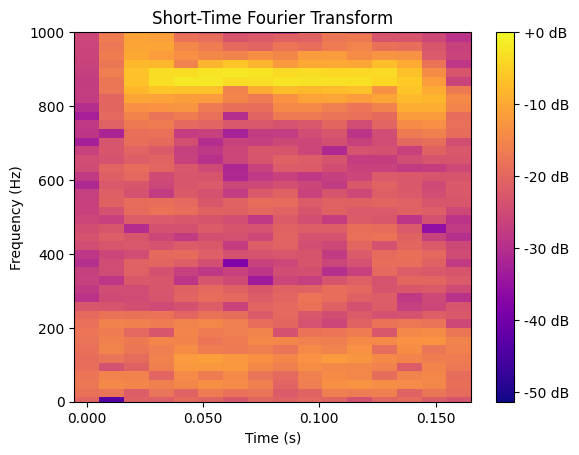 Short-Time Fourier Transform
1000
800
600
400
200
0
Frequency (Hz)
0.000
0.050
0.100
0.150
Time (s)
+0 dB
-10 dB
-20 dB
-30 dB
-40 dB
-50 dB